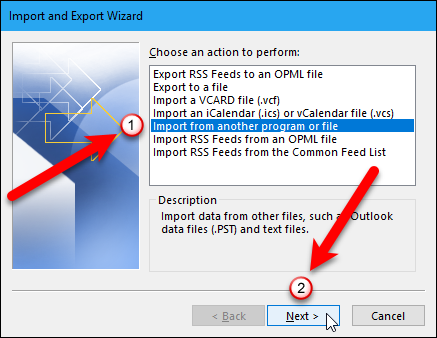 Import and Export Wizard
Choose an action to perform:
Export RSS Feeds to an OPML file
Export to a file
Import a VCARD file (.vcf)
Import an iCalendar (.ics) or vCalendar file (.vcs)
1
Import from another program or file
Import RSS Feeds from an OPML file
Import RSS Feeds from the Common Feed List
Description
Import data from other files, such as Outlook
data files (.PST) and text files.
2
< Back
Next >
Cancel